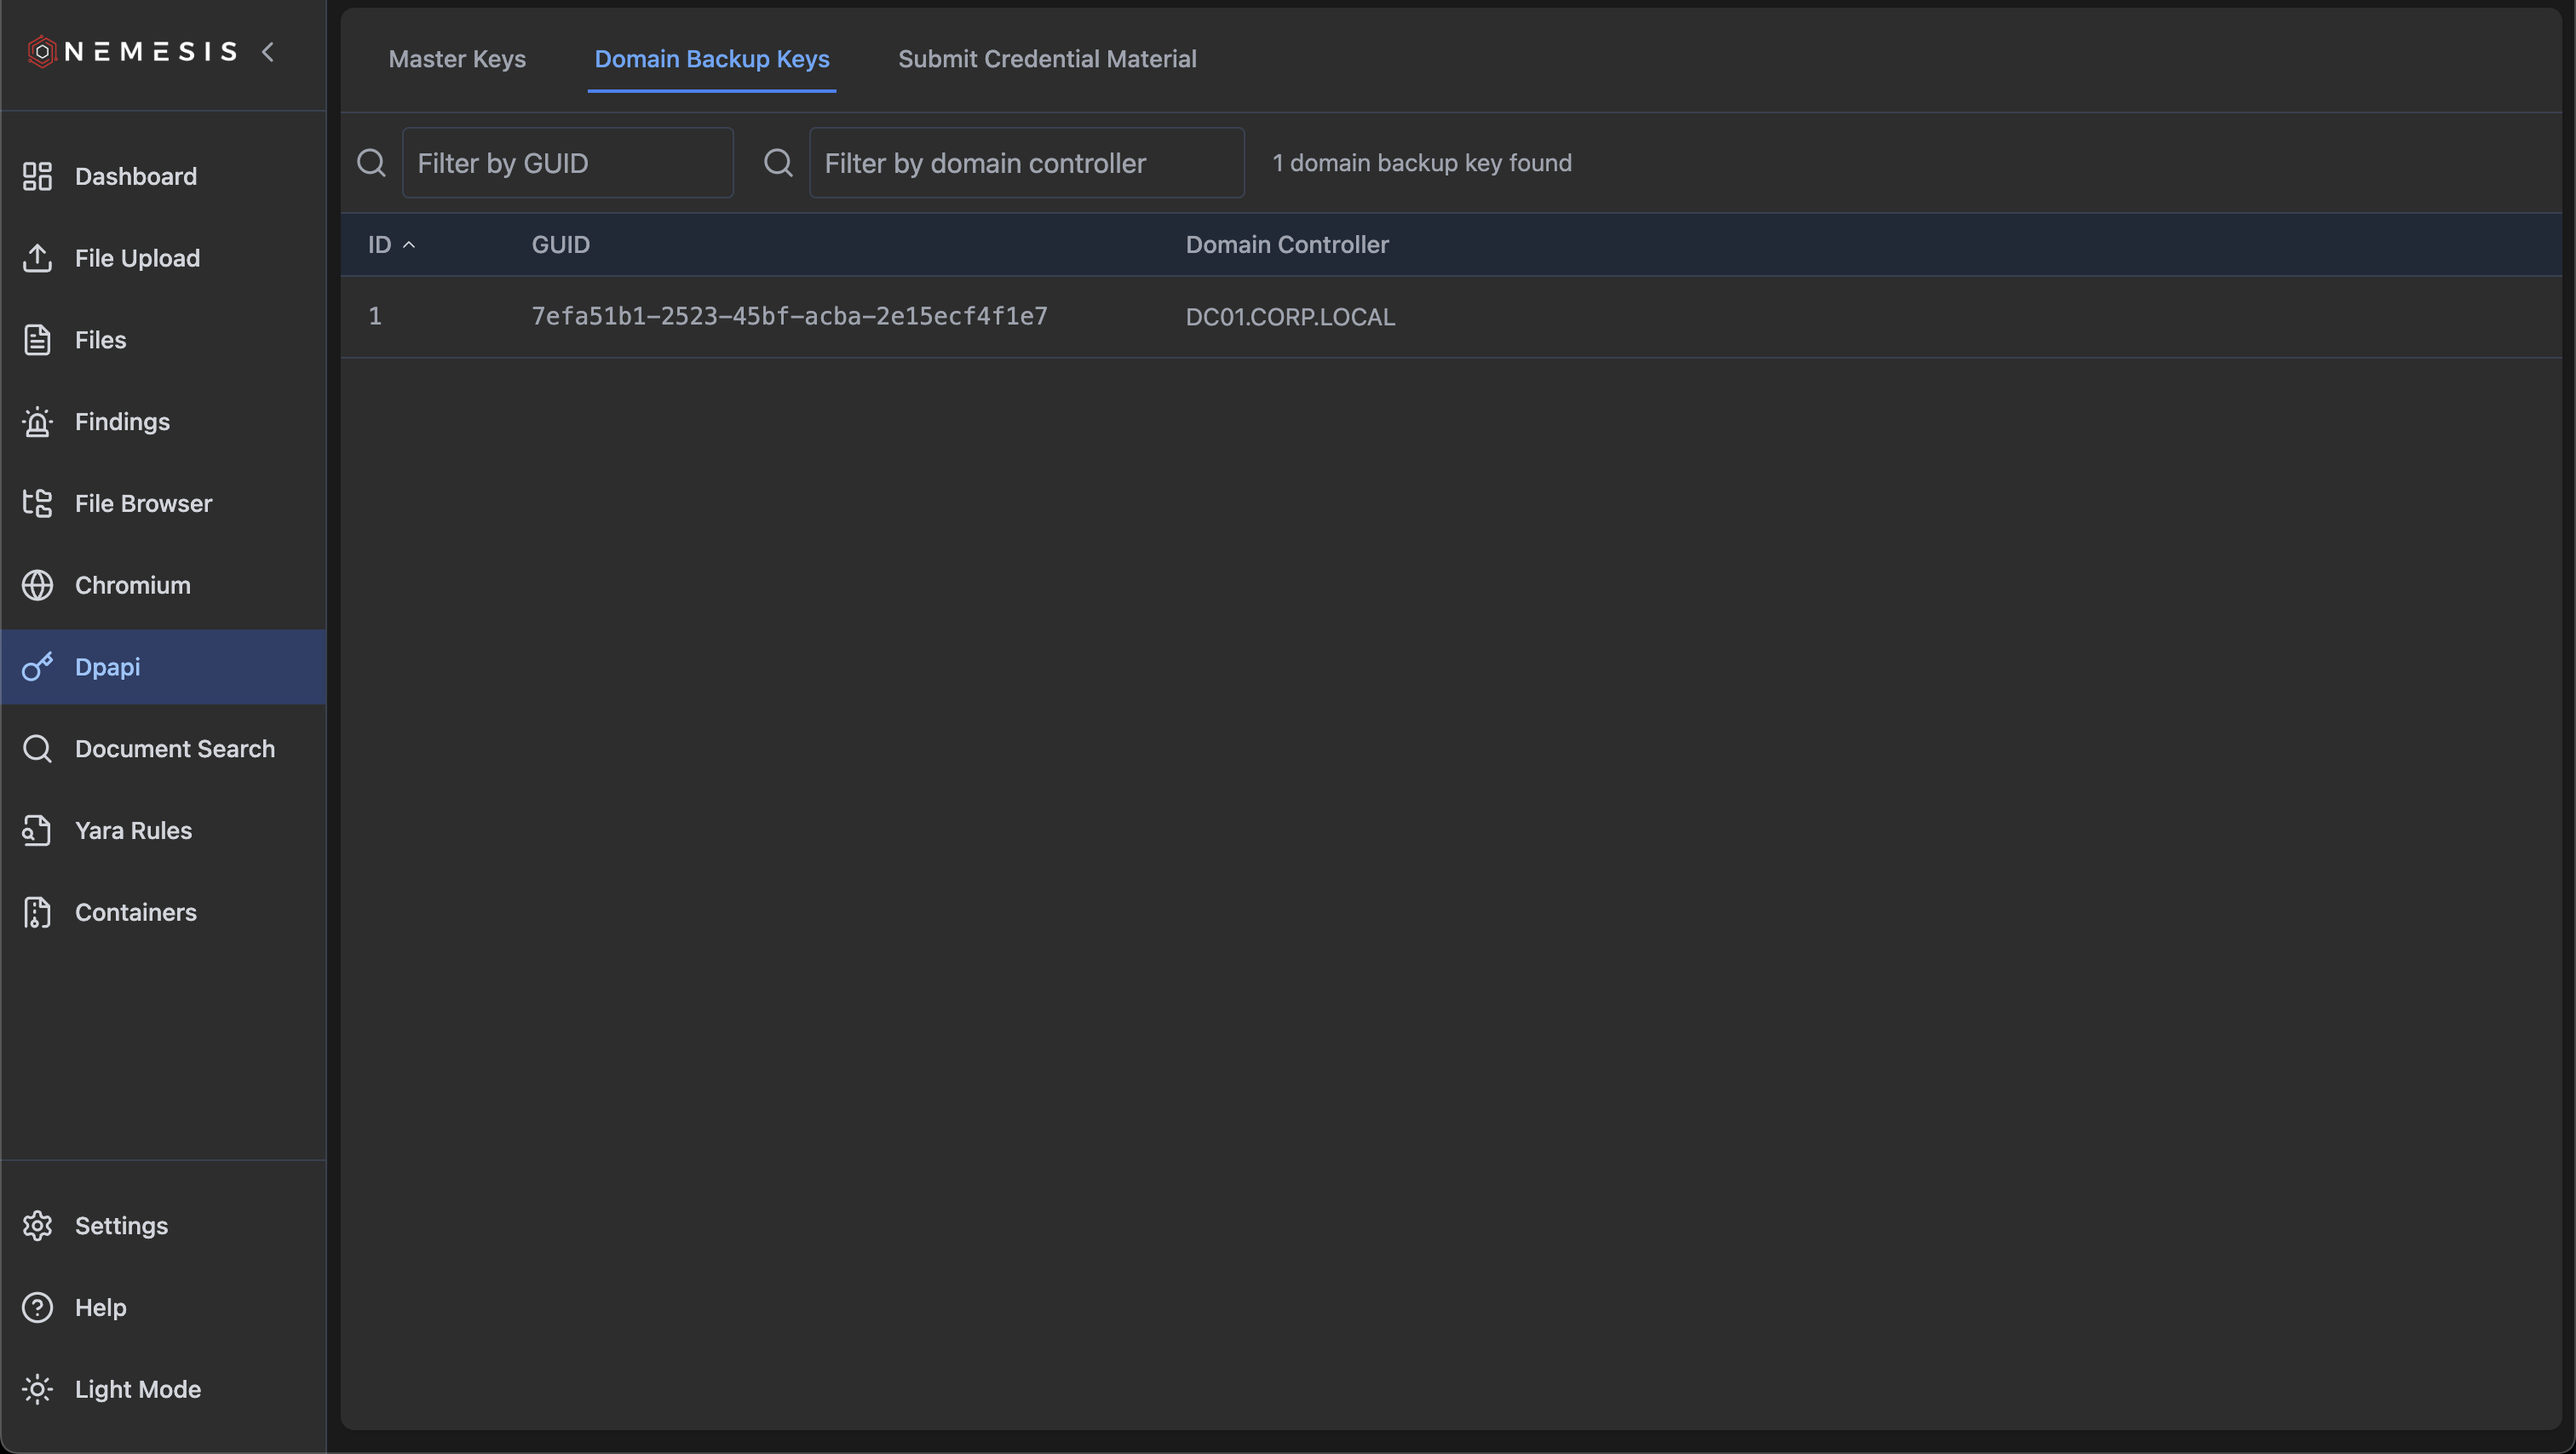 NEMESIS
Dashboard
File Upload
Files
Findings
File Browser
Chromium
Dpapi
Document Search
Yara Rules
Containers
Settings
Help
Light Mode
Master Keys Domain Backup Keys Submit Credential Material
Filter by GUID Filter by domain controller 1 domain backup key found
ID GUID Domain Controller
1 7efa51b1-2523-45bf-acba-2e15ecf4f1e7 DC01.CORP.LOCAL